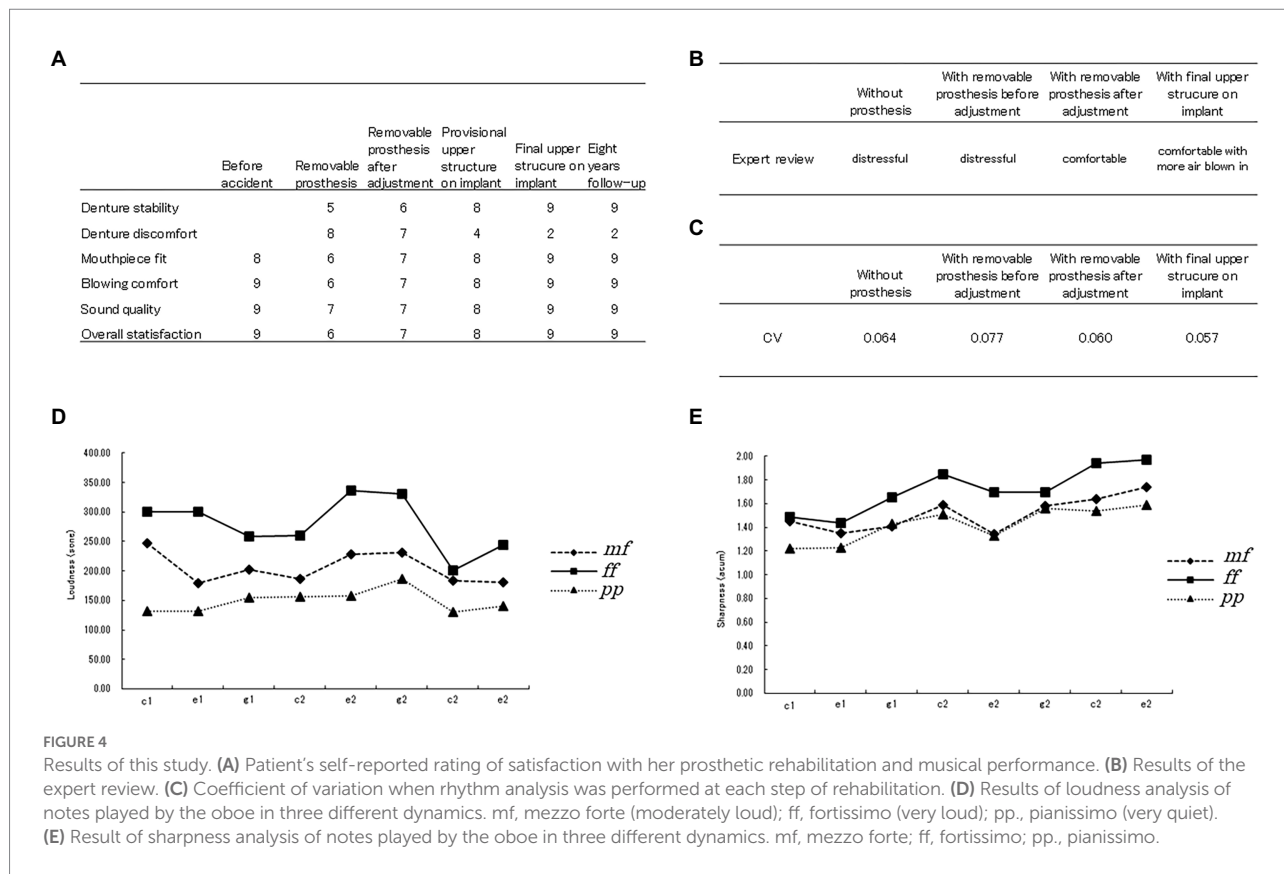 A
Before accident
Removable prosthesis
Removable prosthesis after adjustment
Provisional upper structure on implant
Final upper strucure on implant
Eight years follow-up
Denture stability 5 6 8 9 9
Denture discomfort 8 7 4 2 2
Mouthpiece fit 8 6 7 8 9 9
Blowing comfort 9 6 7 8 9 9
Sound quality 9 7 7 8 9 9
Overall statisfaction 9 6 7 8 9 9
B
Without prosthesis
With removable prosthesis before adjustment
With removable prosthesis after adjustment
With final upper strucure on implant
Expert review distressful distressful comfortable comfortable with more air blown in
C
Without prosthesis
With removable prosthesis before adjustment
With removable prosthesis after adjustment
With final upper strucure on implant
CV 0.064 0.077 0.060 0.057
D
Loudness (sone)
400.00
350.00
300.00
250.00
200.00
150.00
100.00
50.00
0.00
c1 e1 g1 c2 e2 g2 c2 e2
mf
ff
pp
E
Sharpness (acum)
2.00
1.80
1.60
1.40
1.20
1.00
0.80
0.60
0.40
0.20
0.00
c1 e1 g1 c2 e2 g2 c2 e2
mf
ff
pp
FIGURE 4
Results of this study. (A) Patient's self-reported rating of satisfaction with her prosthetic rehabilitation and musical performance. (B) Results of the
expert review. (C) Coefficient of variation when rhythm analysis was performed at each step of rehabilitation. (D) Results of loudness analysis of
notes played by the oboe in three different dynamics. mf, mezzo forte (moderately loud); ff, fortissimo (very loud); pp., pianissimo (very quiet).
(E) Result of sharpness analysis of notes played by the oboe in three different dynamics. mf, mezzo forte; ff, fortissimo; pp., pianissimo.